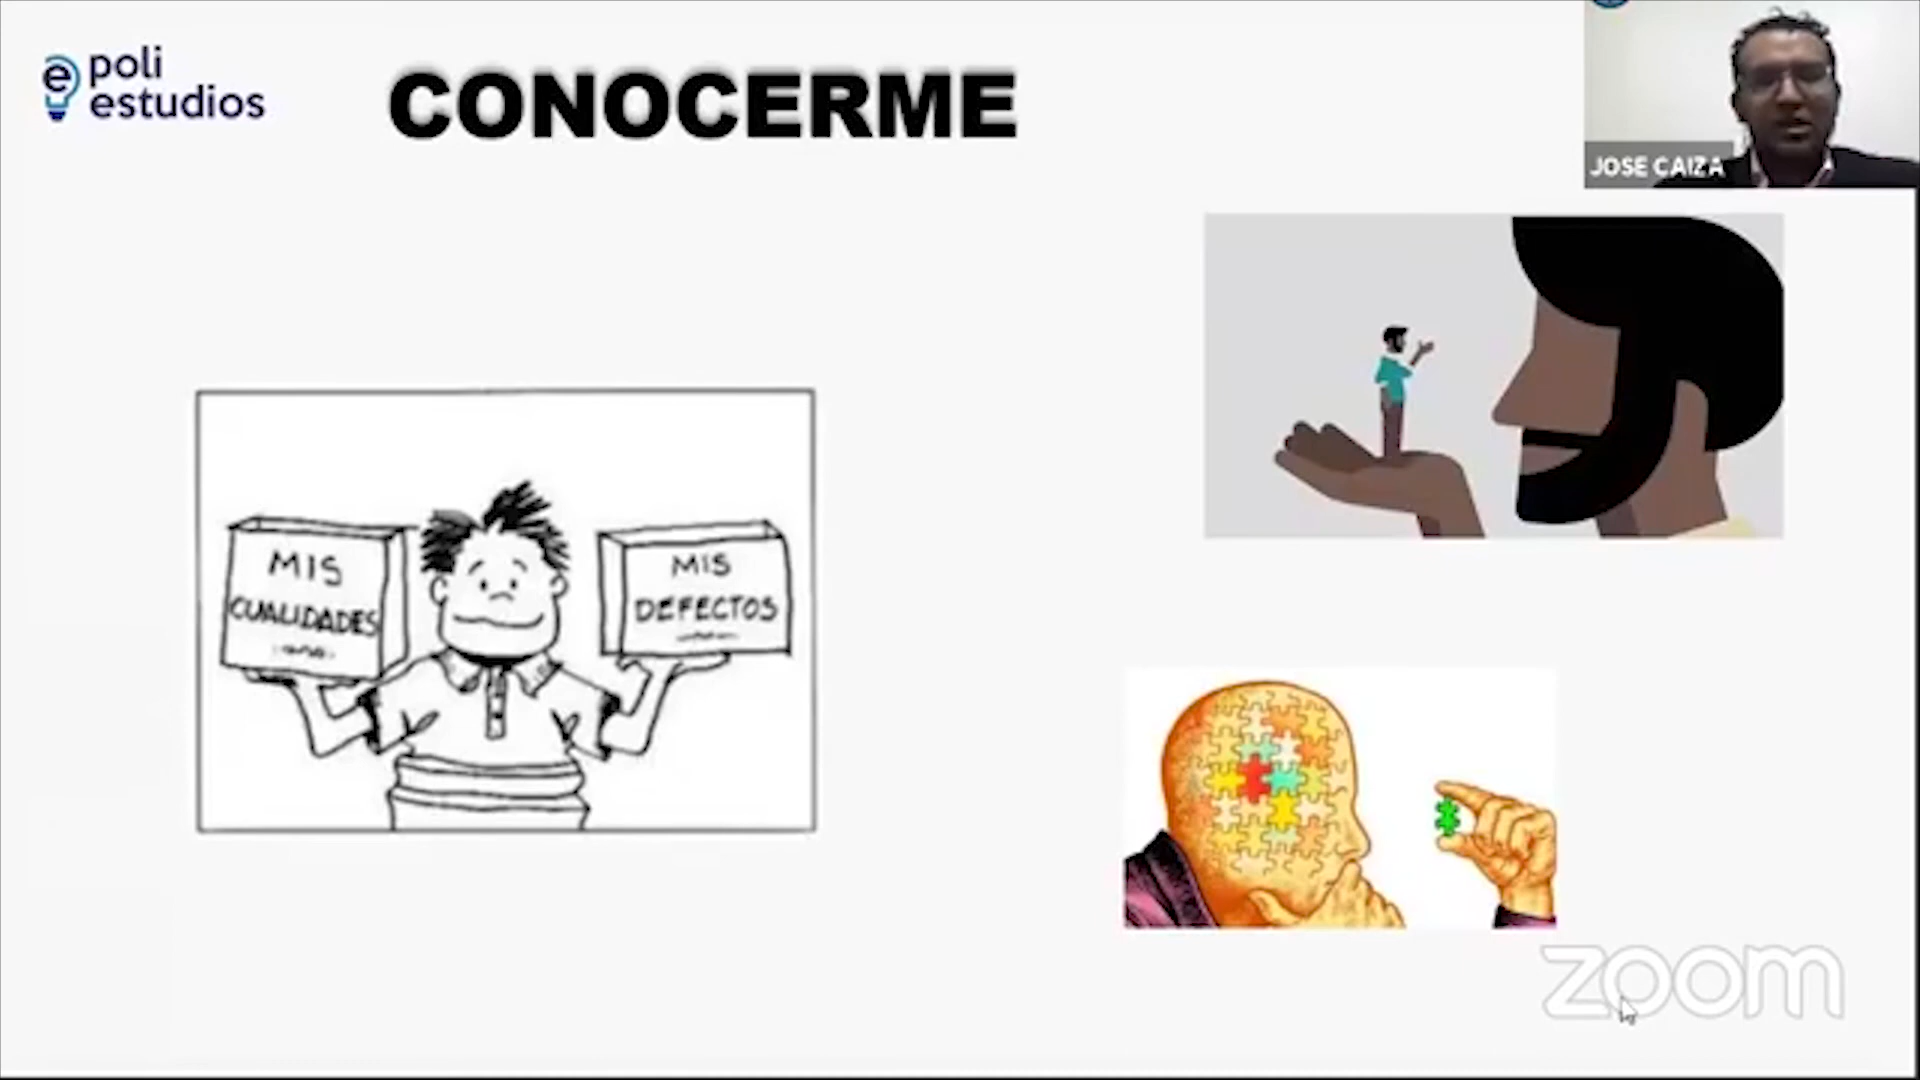 e poli
estudios
CONOCERME
JOSE CAIZA
MIS
CUALIDADES
MIS
DEFECTOS
zoom